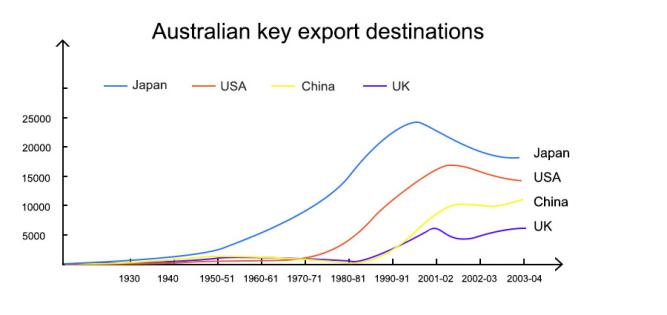 Australian key export destinations
Japan USA China UK
25000
20000
15000
10000
5000
Japan
USA
China
UK
1930 1940 1950-51 1960-61 1970-71 1980-81 1990-91 2001-02 2002-03 2003-04